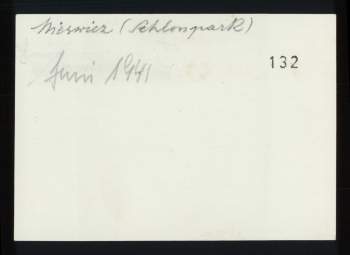 Nieswiez (Schlosspark)
Juni 1941
132